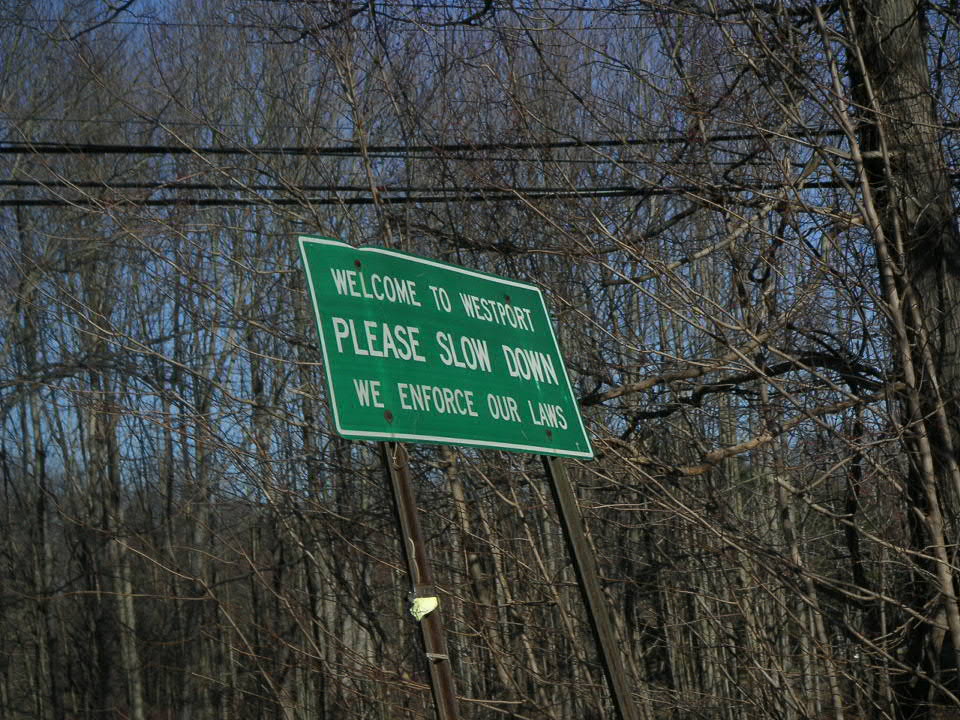 WELCOME TO WESTPORT
PLEASE SLOW DOWN
WE ENFORCE OUR LAWS